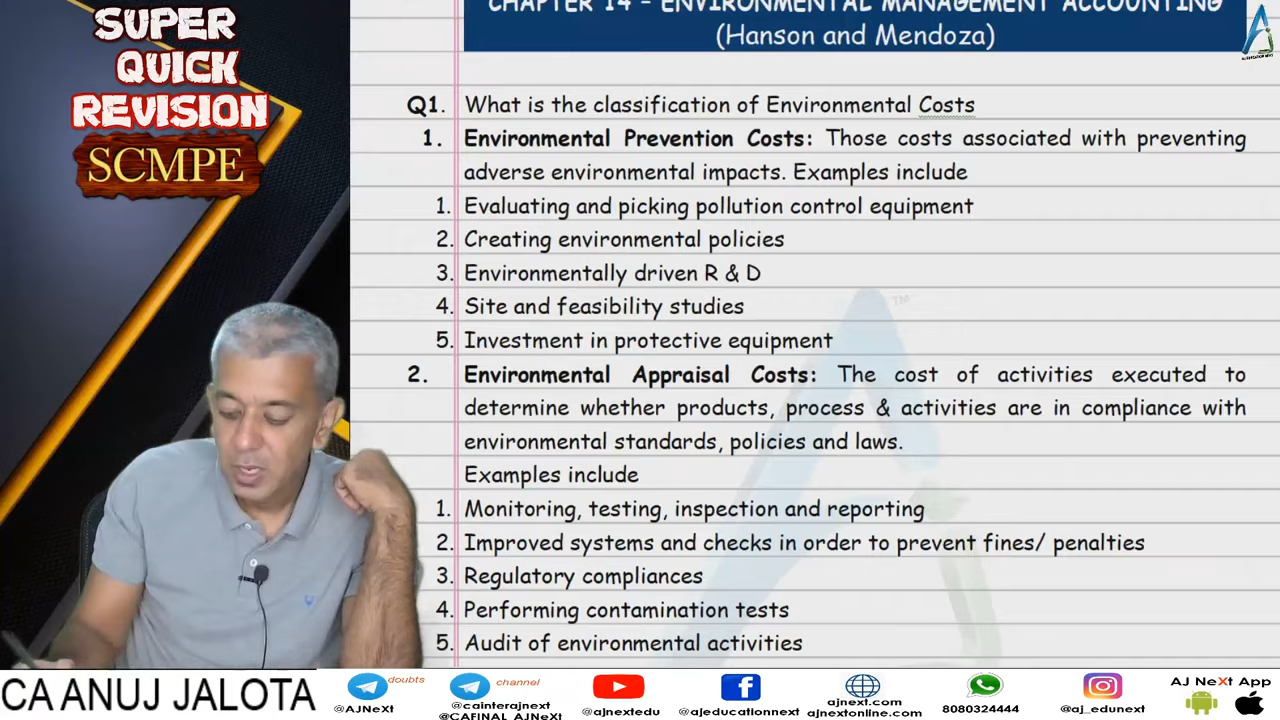 SUPER
QUICK
REVISION
SCMPE
CHAPTER 14 – ENVIRONMENTAL MANAGEMENT ACCOUNTING
(Hanson and Mendoza)
Q1. What is the classification of Environmental Costs
1. Environmental Prevention Costs: Those costs associated with preventing
adverse environmental impacts. Examples include
1. Evaluating and picking pollution control equipment
2. Creating environmental policies
3. Environmentally driven R & D
4. Site and feasibility studies
5. Investment in protective equipment
2. Environmental Appraisal Costs: The cost of activities executed to
determine whether products, process & activities are in compliance with
environmental standards, policies and laws.
Examples include
1. Monitoring, testing, inspection and reporting
2. Improved systems and checks in order to prevent fines/ penalties
3. Regulatory compliances
4. Performing contamination tests
5. Audit of environmental activities
TM
CA ANUJ JALOTA
doubts
@AJNeXt
channel
@cainterajnext
@CAFINAL_AJNeXt
@ajnextedu
@ajeducationnext
ajnext.com
ajnextonline.com
8080324444
@aj_edunext
AJ NeXt App